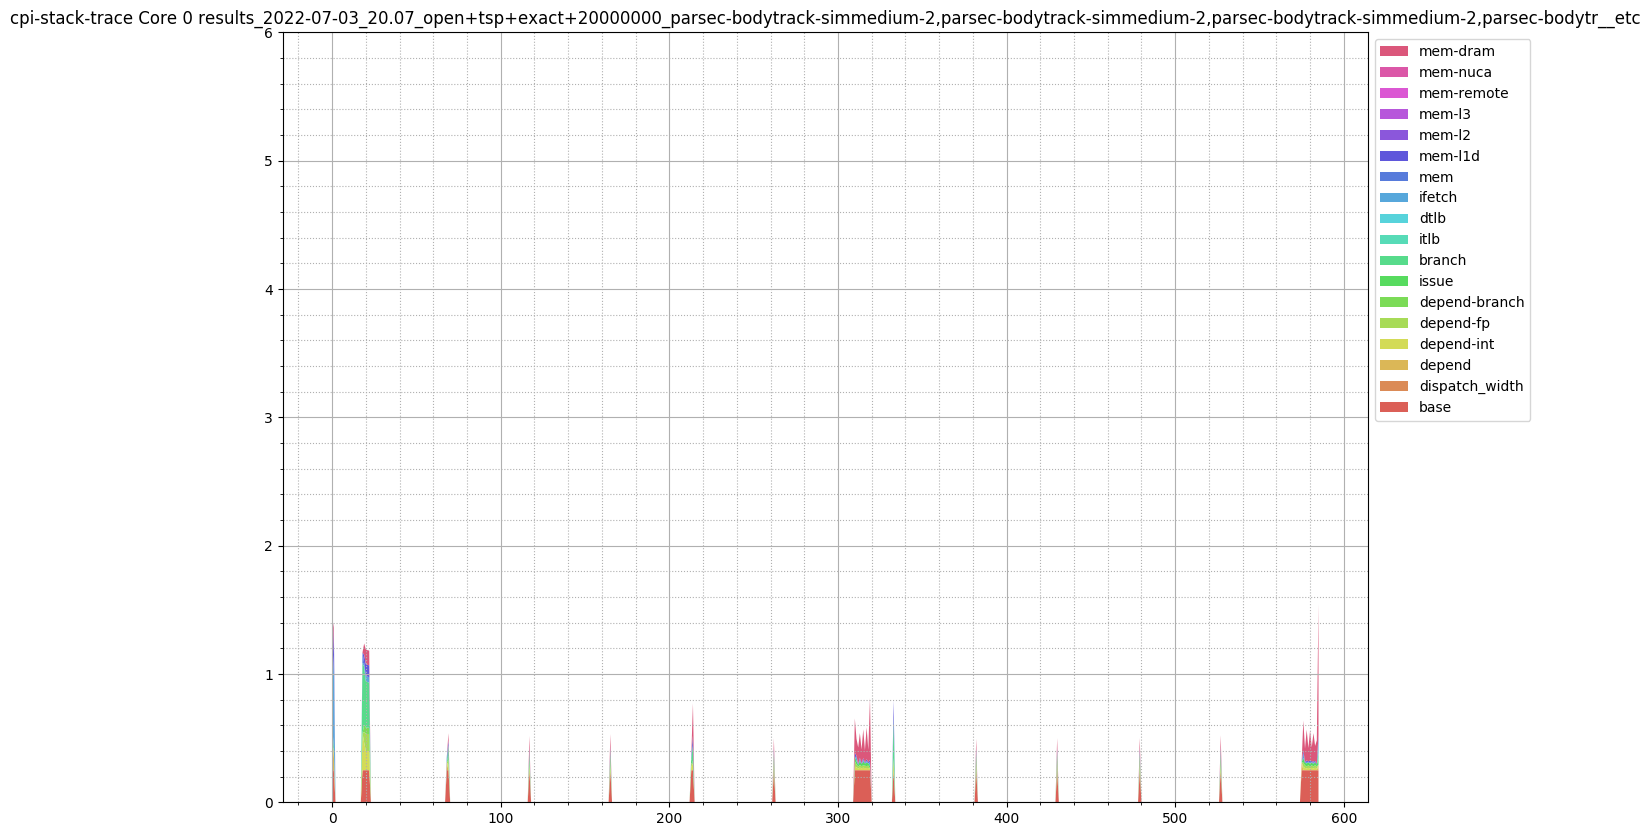 cpi-stack-trace Core 0 results_2022-07-03_20.07_open+tsp+exact+20000000_parsec-bodytrack-simmedium-2,parsec-bodytrack-simmedium-2,parsec-bodytrack-simmedium-2,parsec-bodytr__etc
6
5
4
3
2
1
0
0
100
200
300
400
500
600
mem-dram
mem-nuca
mem-remote
mem-l3
mem-l2
mem-l1d
mem
ifetch
dtlb
itlb
branch
issue
depend-branch
depend-fp
depend-int
depend
dispatch_width
base